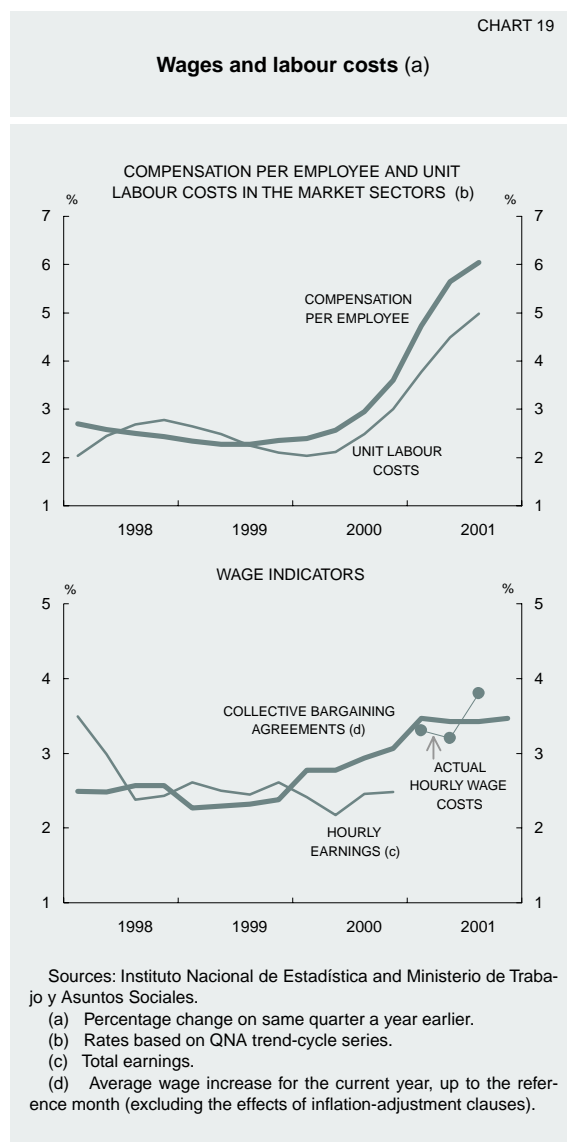 CHART 19
Wages and labour costs (a)
COMPENSATION PER EMPLOYEE AND UNIT
LABOUR COSTS IN THE MARKET SECTORS (b)
% %
7 7
6 6
COMPENSATION
PER EMPLOYEE
5 5
4 4
3 3
UNIT LABOUR
COSTS
2 2
1 1
1998 1999 2000 2001
WAGE INDICATORS
% %
5 5
4 4
COLLECTIVE BARGAINING
AGREEMENTS (d)
3 3
ACTUAL
HOURLY WAGE
COSTS
2 2
HOURLY
EARNINGS (c)
1 1
1998 1999 2000 2001
Sources: Instituto Nacional de Estadística and Ministerio de Traba-
jo y Asuntos Sociales.
(a) Percentage change on same quarter a year earlier.
(b) Rates based on QNA trend-cycle series.
(c) Total earnings.
(d) Average wage increase for the current year, up to the refer-
ence month (excluding the effects of inflation-adjustment clauses).